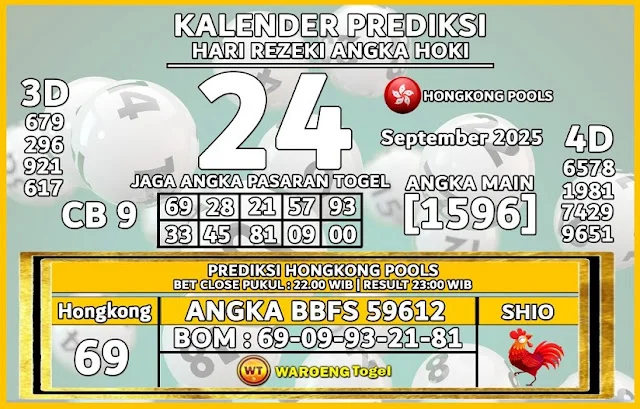 KALENDER PREDIKSI
HARI REZEKI ANGKA HOKI
3D
679
296
921
617
CB 9
24
HONGKONG POOLS
September 2025
4D
6578
1981
7429
9651
JAGA ANGKA PASARAN TOGEL
69 28 21 57 93
33 45 81 09 00
ANGKA MAIN
[1596]
PREDIKSI HONGKONG POOLS
BET CLOSE PUKUL : 22.00 WIB | RESULT 23:00 WIB
Hongkong
69
ANGKA BBFS 59612
BOM : 69-09-93-21-81
WT WAROENG Togel
SHIO